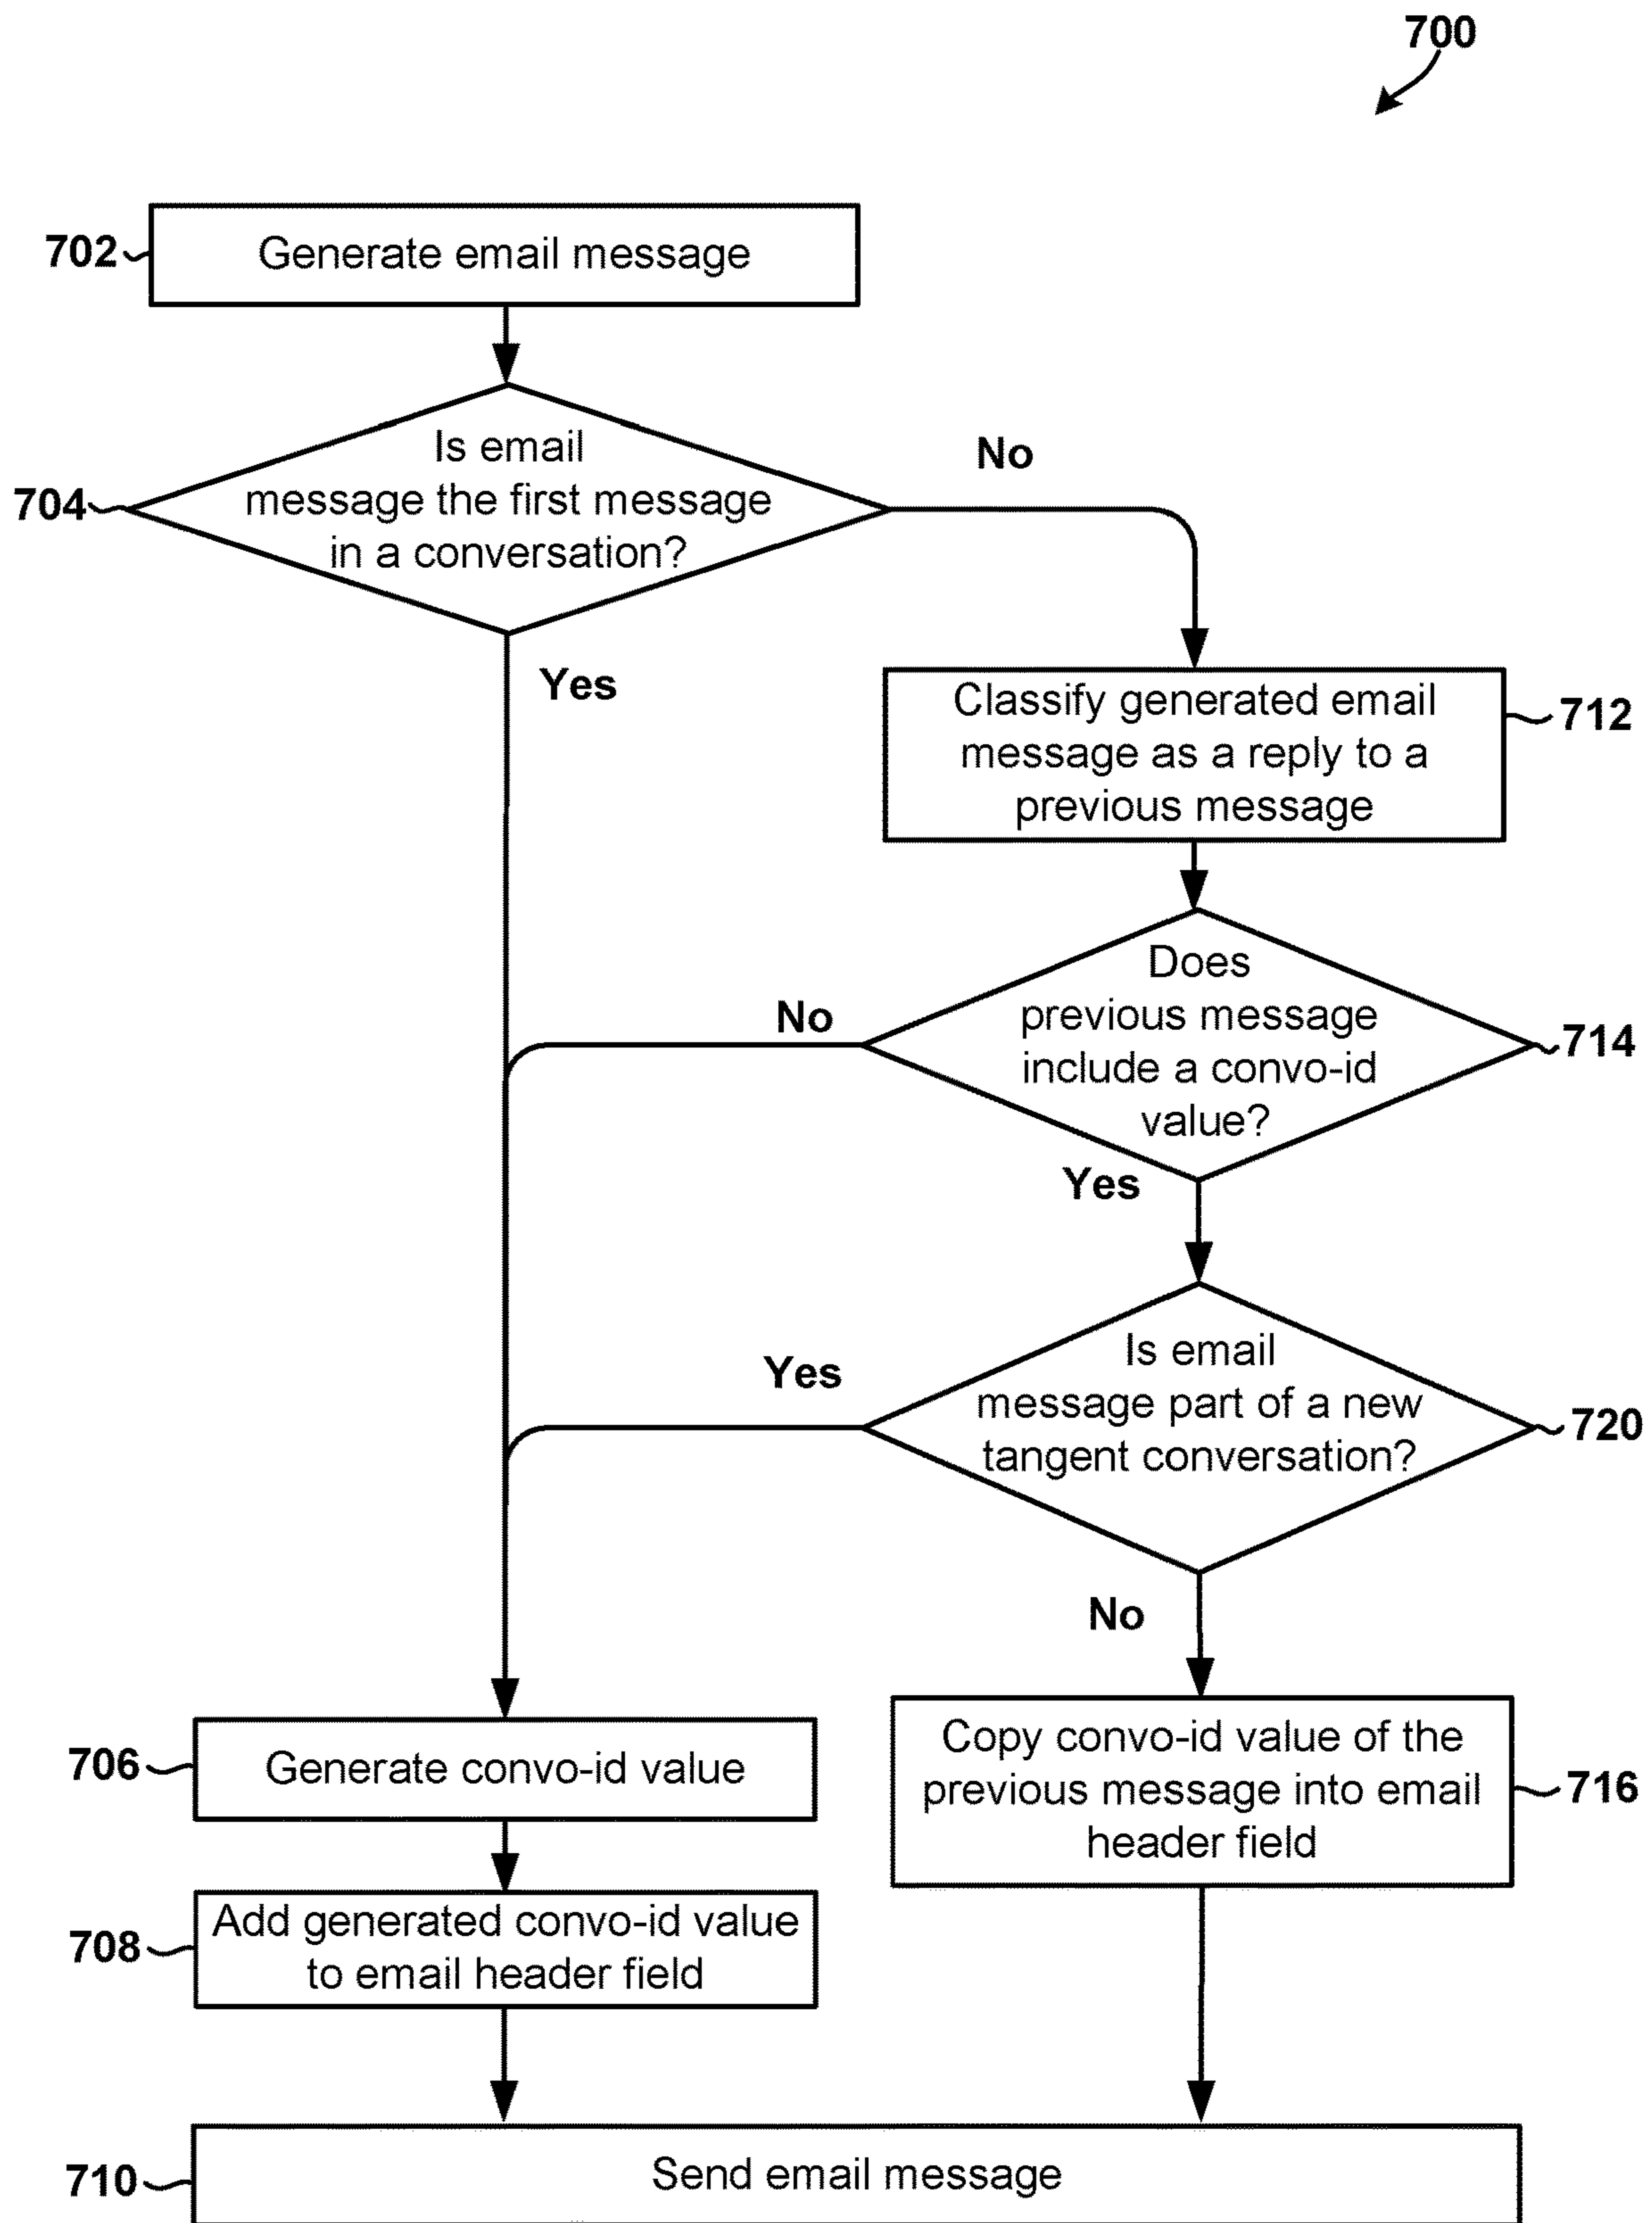 700
702
Generate email message
704
Is email
message the first message
in a conversation?
No
Yes
Classify generated email
message as a reply to a
previous message
712
Does
previous message
include a convo-id
value?
714
No
Yes
Is email
message part of a new
tangent conversation?
720
Yes
No
706
Generate convo-id value
Copy convo-id value of the
previous message into email
header field
716
708
Add generated convo-id value
to email header field
710
Send email message